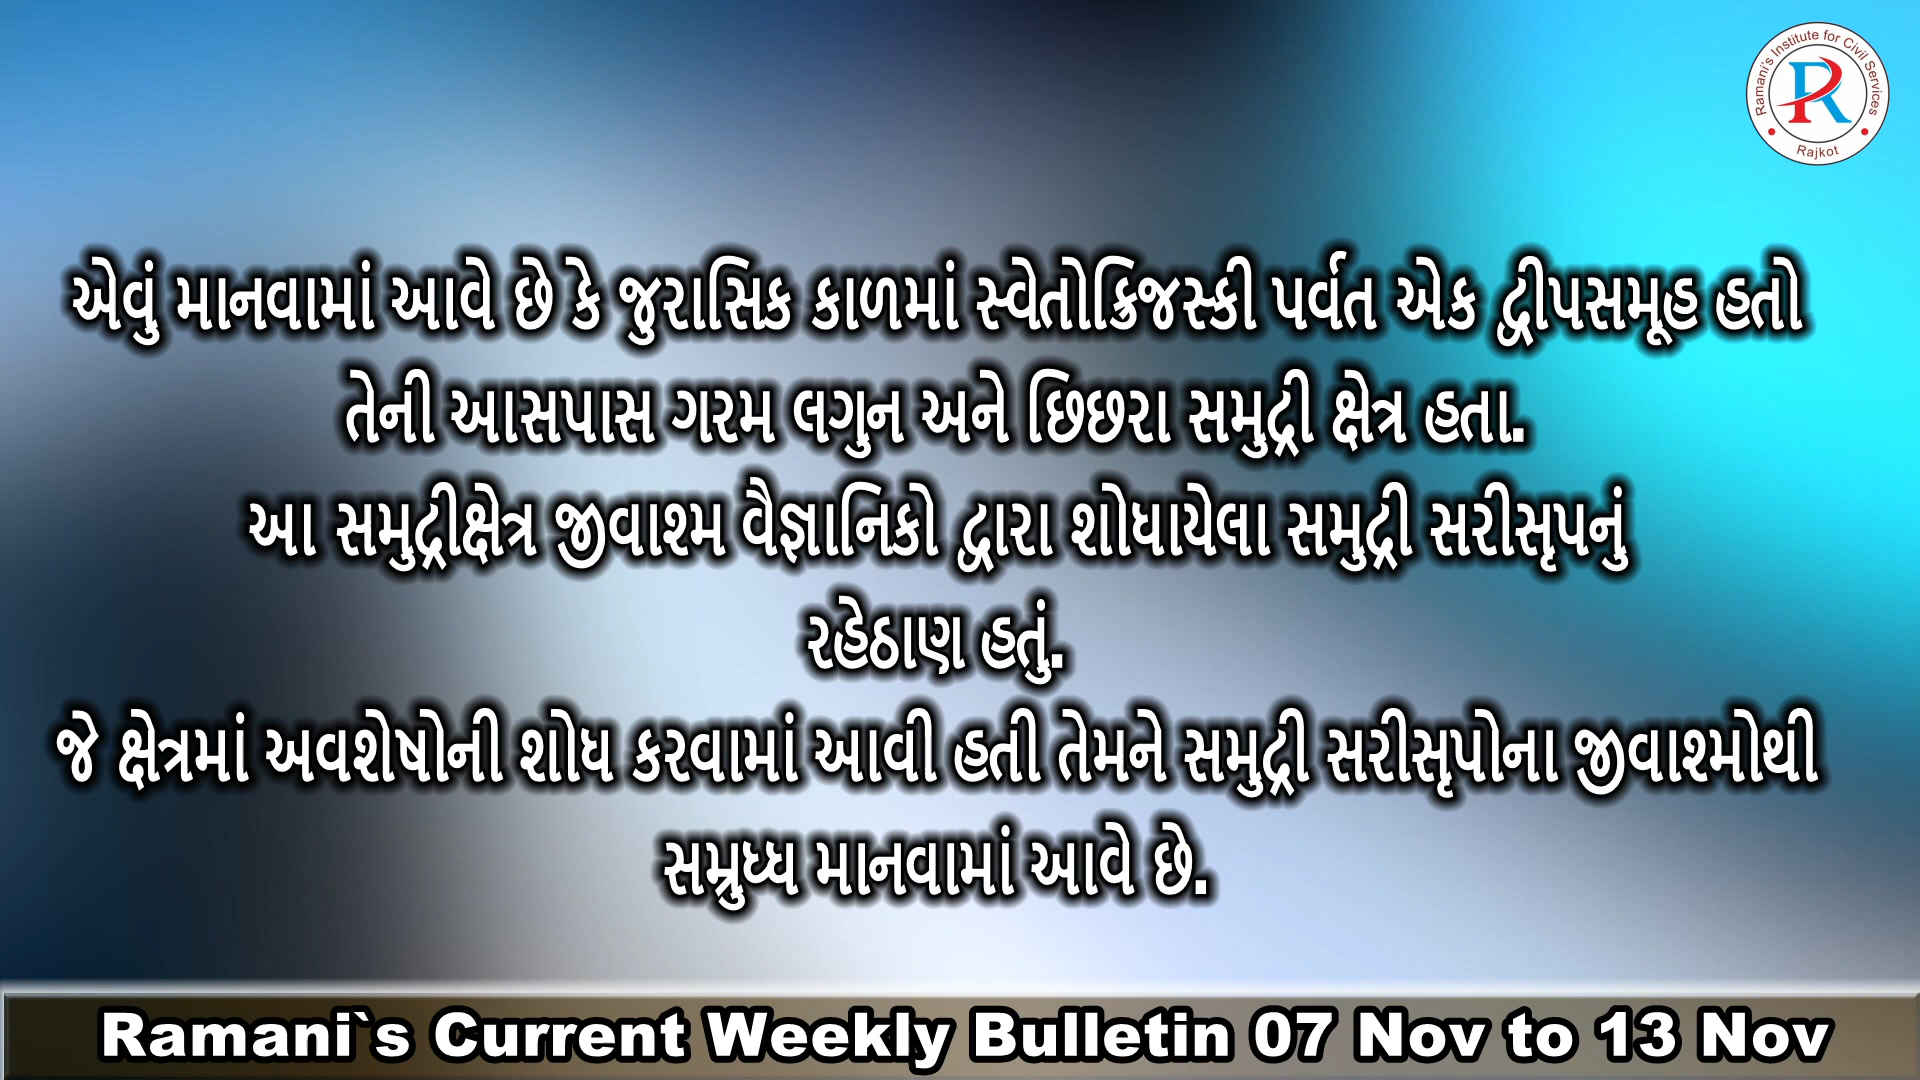 Ramani's Institute for Civil Services
R
Rajkot
એવું માનવામાં આવે છે કે જુરાસિક કાળમાં સ્વેતોક્રિજસ્કી પર્વત એક દ્વીપસમૂહ હતો
તેની આસપાસ ગરમ લગુન અને છિછરા સમુદ્રી ક્ષેત્ર હતા.
આ સમુદ્રીક્ષેત્ર જીવાશ્મ વૈજ્ઞાનિકો દ્વારા શોધાયેલા સમુદ્રી સરીસૃપનું
રહેઠાણ હતું.
જે ક્ષેત્રમાં અવશેષોની શોધ કરવામાં આવી હતી તેમને સમુદ્રી સરીસૃપોના જીવાશ્મોથી
સમ્રુધ્ધ માનવામાં આવે છે.
Ramani`s Current Weekly Bulletin 07 Nov to 13 Nov